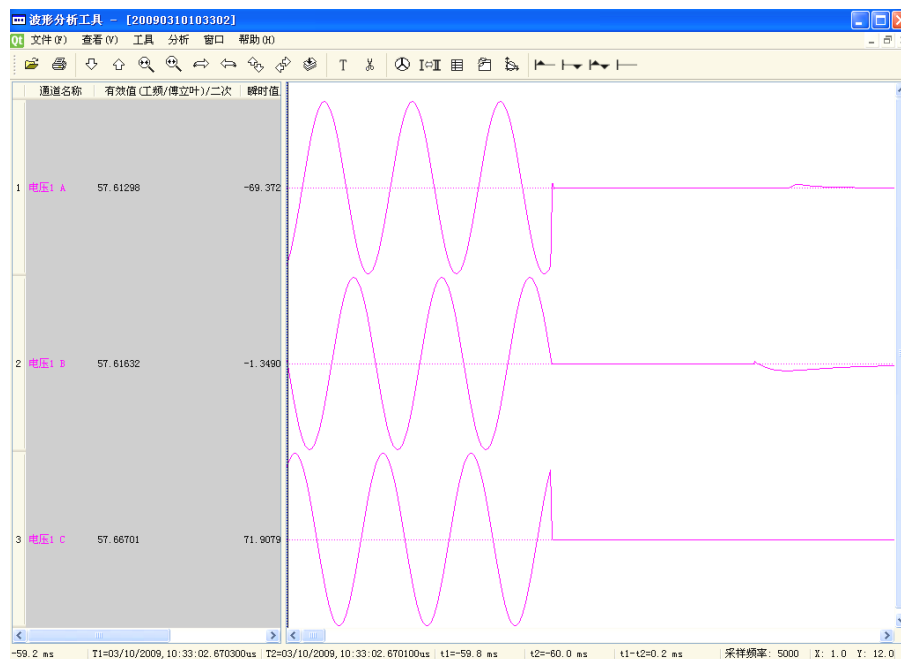 波形分析工具 - [20090310103302]
文件(F) 查看(V) 工具 分析 窗口 帮助(H)
通道名称 有效值(工频/傅立叶)/二次 瞬时值
1 电压1 A 57.61298 -69.372
2 电压1 B 57.61632 -1.3490
3 电压1 C 57.66701 71.9079
-59.2 ms T1=03/10/2009,10:33:02.670300us T2=03/10/2009,10:33:02.670100us t1=-59.8 ms t2=-60.0 ms t1-t2=0.2 ms 采样频率: 5000 X: 1.0 Y: 12.0